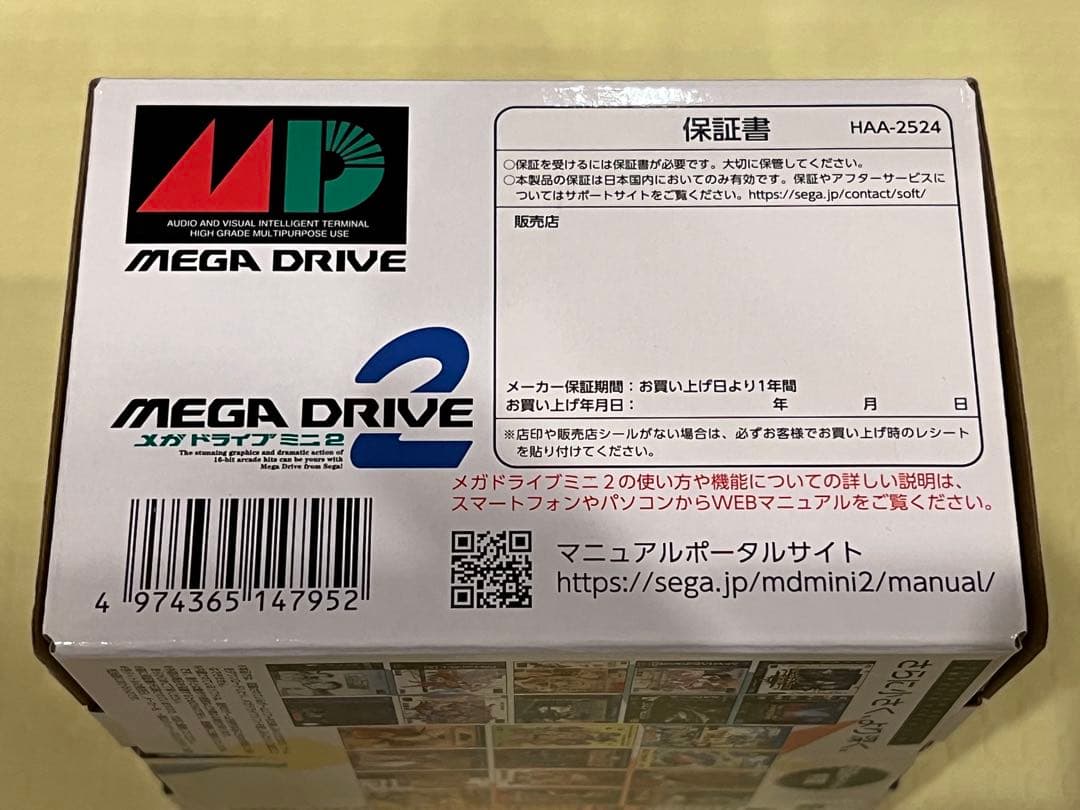 MD
AUDIO AND VISUAL INTELLIGENT TERMINAL
HIGH GRADE MULTIPURPOSE USE
MEGA DRIVE
MEGA DRIVE 2
メガドライブミニ2
The stunning graphics and dramatic action of
16-bit arcade hits can be yours with
Mega Drive from Sega!
4 974365 147952
保証書 HAA-2524
○保証を受けるには保証書が必要です。大切に保管してください。
○本製品の保証は日本国内においてのみ有効です。保証やアフターサービスに
ついてはサポートサイトをご覧ください。https://sega.jp/contact/soft/
販売店
メーカー保証期間：お買い上げ日より1年間
お買い上げ年月日： 年 月 日
※店印や販売店シールがない場合は、必ずお客様でお買い上げ時のレシート
を貼り付けてください。
メガドライブミニ２の使い方や機能についての詳しい説明は、
スマートフォンやパソコンからWEBマニュアルをご覧ください。
マニュアルポータルサイト
https://sega.jp/mdmini2/manual/